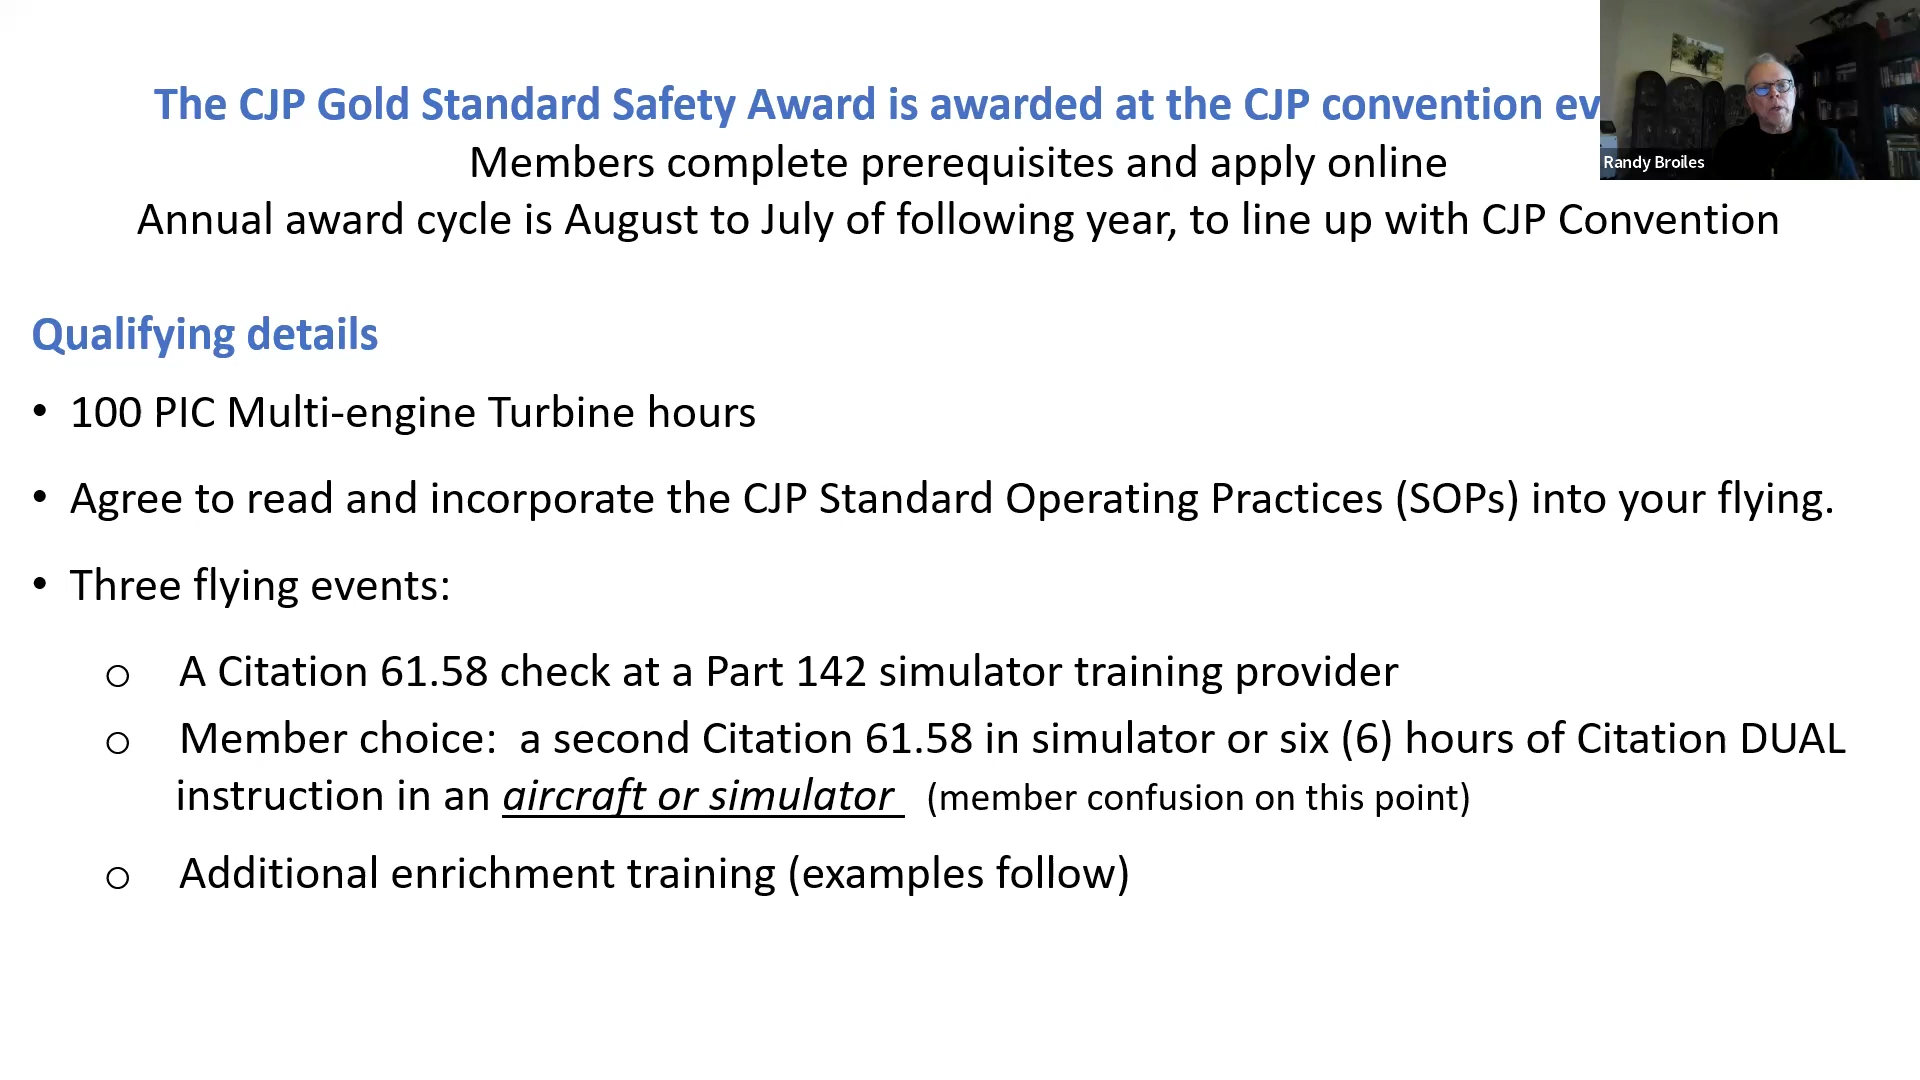 The CJP Gold Standard Safety Award is awarded at the CJP convention ev
Randy Broiles
Members complete prerequisites and apply online
Annual award cycle is August to July of following year, to line up with CJP Convention
Qualifying details
• 100 PIC Multi-engine Turbine hours
• Agree to read and incorporate the CJP Standard Operating Practices (SOPs) into your flying.
• Three flying events:
o A Citation 61.58 check at a Part 142 simulator training provider
o Member choice: a second Citation 61.58 in simulator or six (6) hours of Citation DUAL
instruction in an aircraft or simulator (member confusion on this point)
o Additional enrichment training (examples follow)